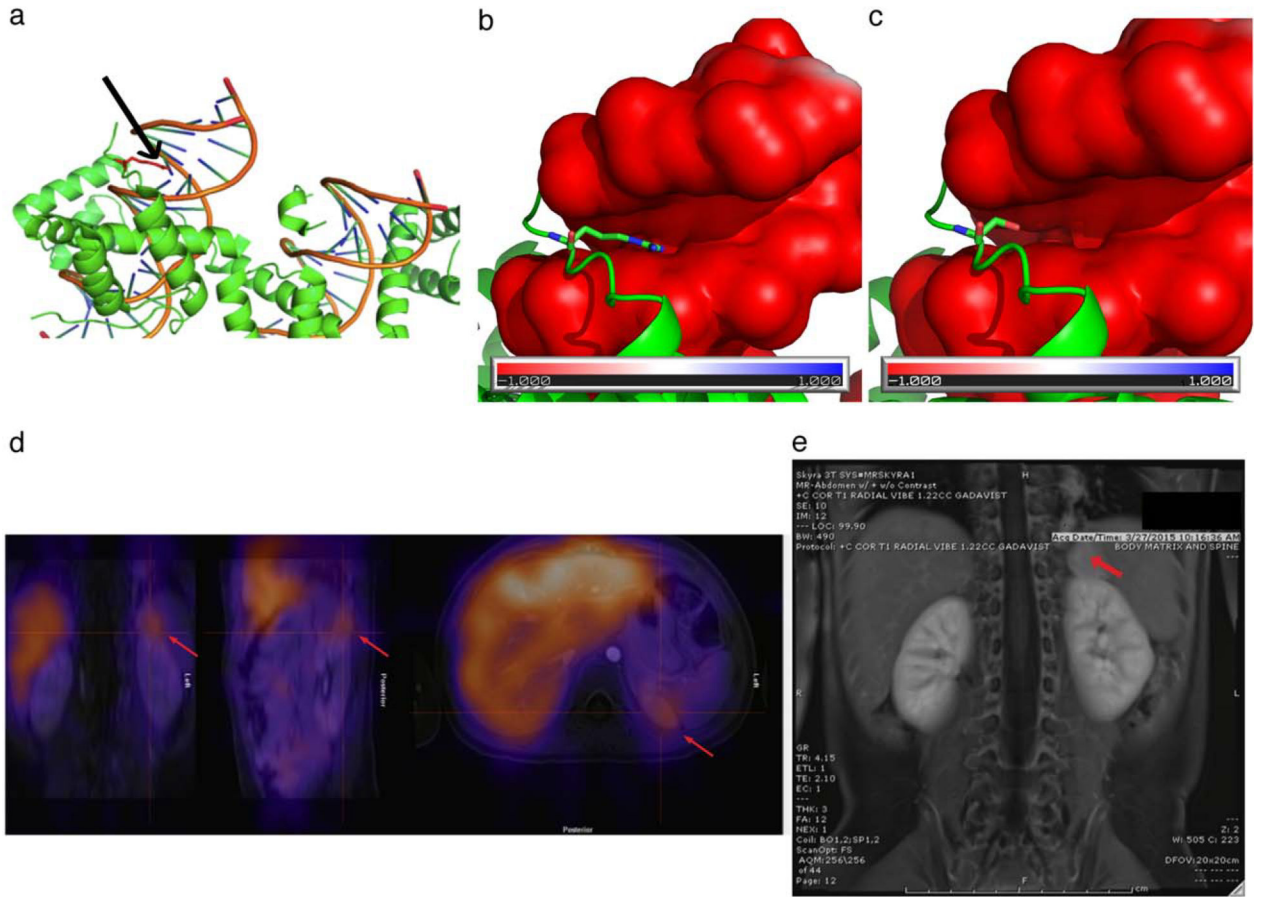 a
b
c
-1.000
1.000
-1.000
1.000
d
Left
Posterior
Left
Posterior
e
Skyra 3T SYS#MRSKYRA1
MR-Abdomen w/+ w/o Contrast
+C COR T1 RADIAL VIBE 1.22CC GADAVIST
SE: 10
IM: 12
--- LOC: 99.90
BW: 490
Protocol: +C COR T1 RADIAL VIBE 1.22CC GADAVIST
H
Acq Date/Time: 3/27/2015 10:16:36 AM
BODY MATRIX AND SPINE
---
R
L
GR
TR: 4.15
ETL: 1
TE: 2.10
EC: 1
---
THK: 3
FA: 12
NEX: 1
Coil: BO1,2;SP1,2
ScanOpt: FS
AQM:256\256
of 44
Page: 12
F
cm
---
Z: 2
W: 505 C: 223
DFOV:20x20cm
--- --- ---
--- --- ---